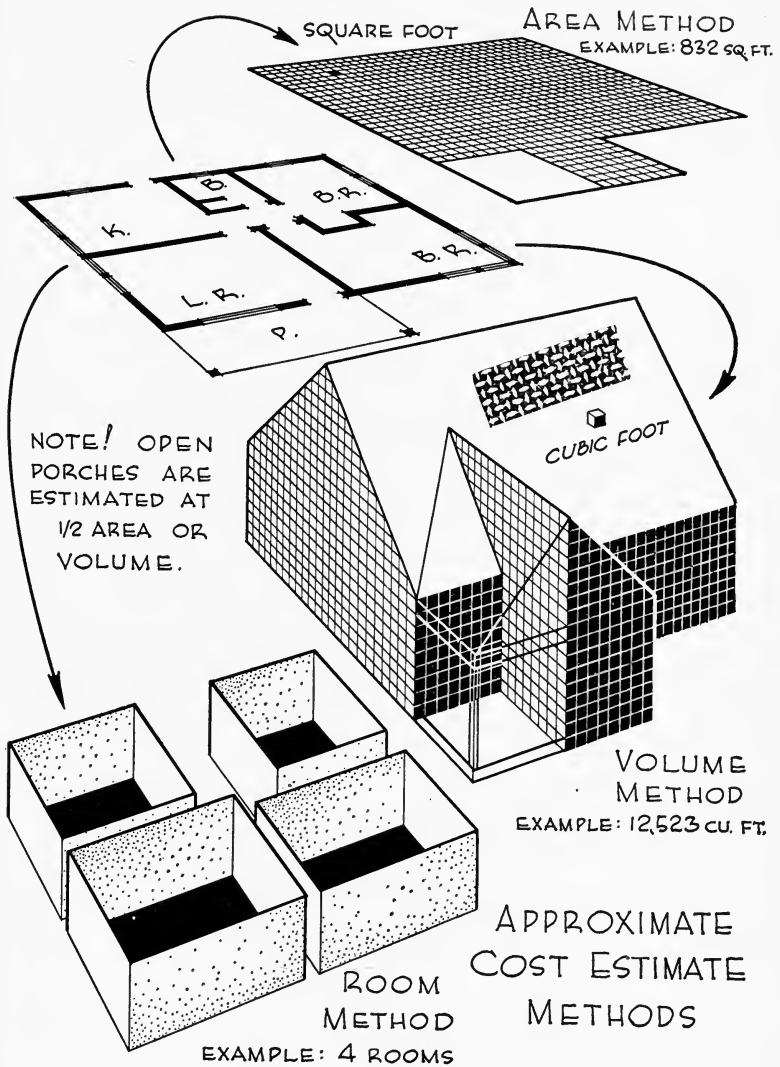 AREA METHOD
EXAMPLE: 832 SQ. FT.
SQUARE FOOT
K.
B.
B.R.
B.R.
L.R.
P.
NOTE! OPEN
PORCHES ARE
ESTIMATED AT
1/2 AREA OR
VOLUME.
CUBIC FOOT
VOLUME
METHOD
EXAMPLE: 12,523 CU. FT.
ROOM
METHOD
EXAMPLE: 4 ROOMS
APPROXIMATE
COST ESTIMATE
METHODS